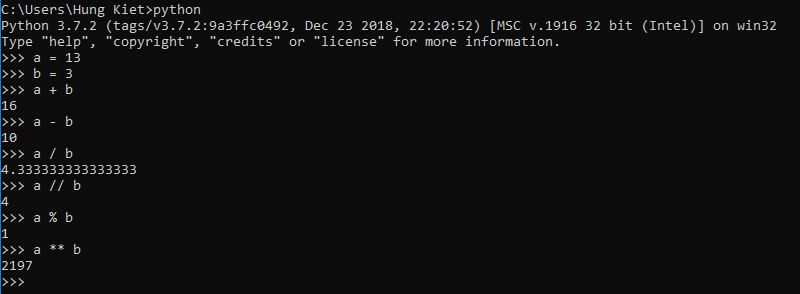 C:\Users\Hung Kiet>python
Python 3.7.2 (tags/v3.7.2:9a3ffc0492, Dec 23 2018, 22:20:52) [MSC v.1916 32 bit (Intel)] on win32
Type "help", "copyright", "credits" or "license" for more information.
>>> a = 13
>>> b = 3
>>> a + b
16
>>> a - b
10
>>> a / b
4.333333333333333
>>> a // b
4
>>> a % b
1
>>> a ** b
2197
>>>